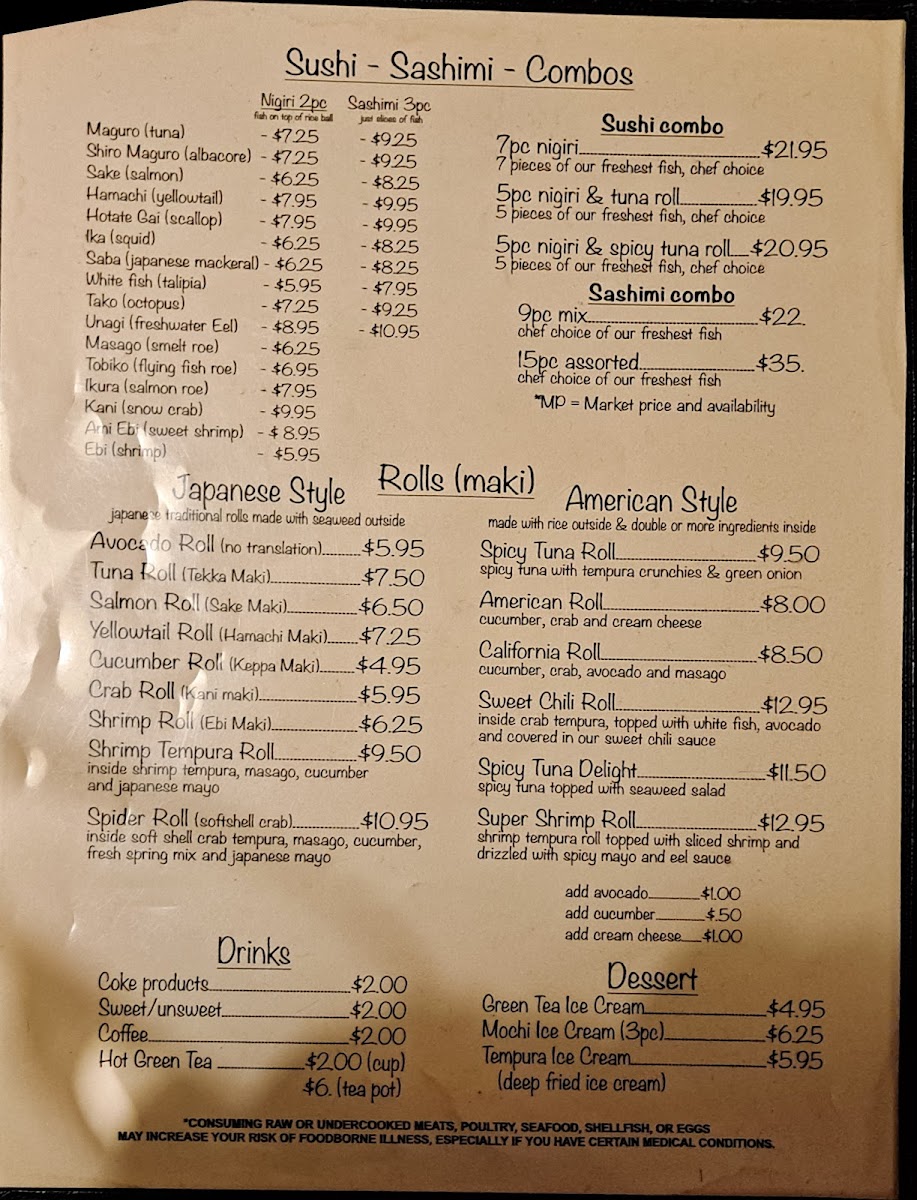 Sushi - Sashimi - Combos
Nigiri 2pc Sashimi 3pc
fish on top of rice ball just slices of fish
Maguro (tuna) - $7.25 - $9.25
Shiro Maguro (albacore) - $7.25 - $9.25
Sake (salmon) - $6.25 - $8.25
Hamachi (yellowtail) - $7.95 - $9.95
Hotate Gai (scallop) - $7.95 - $9.95
Ika (squid) - $6.25 - $8.25
Saba (japanese mackeral) - $6.25 - $8.25
White fish (talipia) - $5.95 - $7.95
Tako (octopus) - $7.25 - $9.25
Unagi (freshwater Eel) - $8.95 - $10.95
Masago (smelt roe) - $6.25
Tobiko (flying fish roe) - $6.95
Ikura (salmon roe) - $7.95
Kani (snow crab) - $9.95
Ami Ebi (sweet shrimp) - $ 8.95
Ebi (shrimp) - $5.95
Sushi combo
7pc nigiri $21.95
7 pieces of our freshest fish, chef choice
5pc nigiri & tuna roll $19.95
5 pieces of our freshest fish, chef choice
5pc nigiri & spicy tuna roll $20.95
5 pieces of our freshest fish, chef choice
Sashimi combo
9pc mix $22.
chef choice of our freshest fish
15pc assorted $35.
chef choice of our freshest fish
*MP = Market price and availability
Rolls (maki)
Japanese Style
japanese traditional rolls made with seaweed outside
Avocado Roll (no translation) $5.95
Tuna Roll (Tekka Maki) $7.50
Salmon Roll (Sake Maki) $6.50
Yellowtail Roll (Hamachi Maki) $7.25
Cucumber Roll (Keppa Maki) $4.95
Crab Roll (Kani maki) $5.95
Shrimp Roll (Ebi Maki) $6.25
Shrimp Tempura Roll $9.50
inside shrimp tempura, masago, cucumber
and japanese mayo
Spider Roll (softshell crab) $10.95
inside soft shell crab tempura, masago, cucumber,
fresh spring mix and japanese mayo
American Style
made with rice outside & double or more ingredients inside
Spicy Tuna Roll $9.50
spicy tuna with tempura crunchies & green onion
American Roll $8.00
cucumber, crab and cream cheese
California Roll $8.50
cucumber, crab, avocado and masago
Sweet Chili Roll $12.95
inside crab tempura, topped with white fish, avocado
and covered in our sweet chili sauce
Spicy Tuna Delight $11.50
spicy tuna topped with seaweed salad
Super Shrimp Roll $12.95
shrimp tempura roll topped with sliced shrimp and
drizzled with spicy mayo and eel sauce
add avocado $1.00
add cucumber $.50
add cream cheese $1.00
Drinks
Coke products $2.00
Sweet/unsweet $2.00
Coffee $2.00
Hot Green Tea $2.00 (cup)
$6. (tea pot)
Dessert
Green Tea Ice Cream $4.95
Mochi Ice Cream (3pc) $6.25
Tempura Ice Cream $5.95
(deep fried ice cream)
*CONSUMING RAW OR UNDERCOOKED MEATS, POULTRY, SEAFOOD, SHELLFISH, OR EGGS
MAY INCREASE YOUR RISK OF FOODBORNE ILLNESS, ESPECIALLY IF YOU HAVE CERTAIN MEDICAL CONDITIONS.